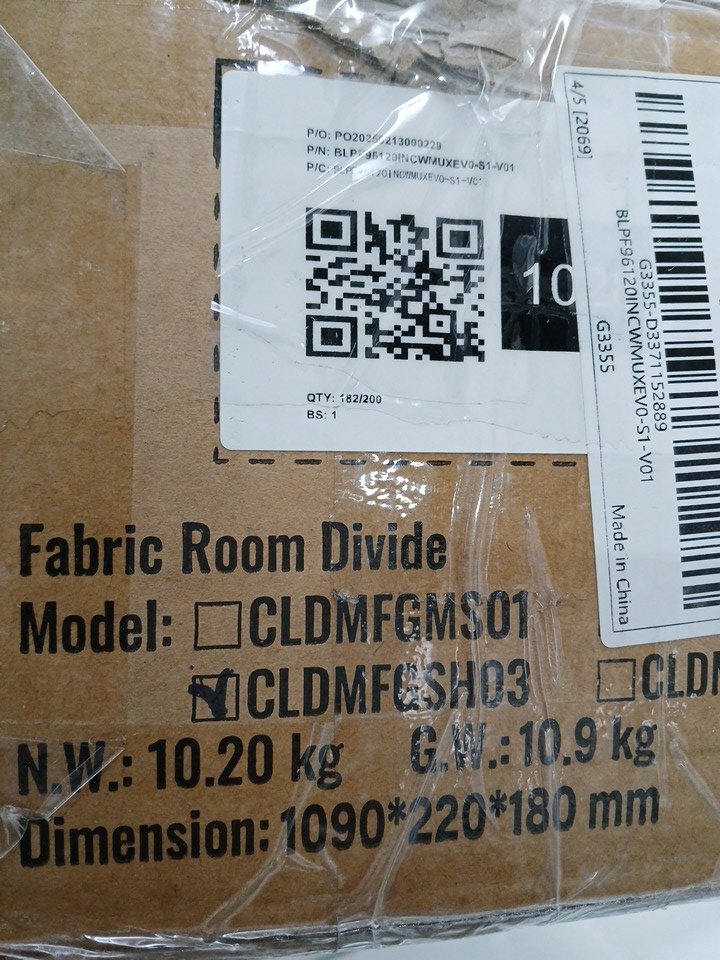 P/N: BLPF96120INCWMUXEV0-S1-V01
10
QTY: 182/200
BS: 1
4/5 [2069]
G3355-D3371152889
BLPF96120INCWMUXEV0-S1-V01
G3355
Made in China
Fabric Room Divide
Model: CLDMFGMS01
CLDMFGSH03
N.W.: 10.20 kg G.W.: 10.9 kg
Dimension: 1090*220*180 mm